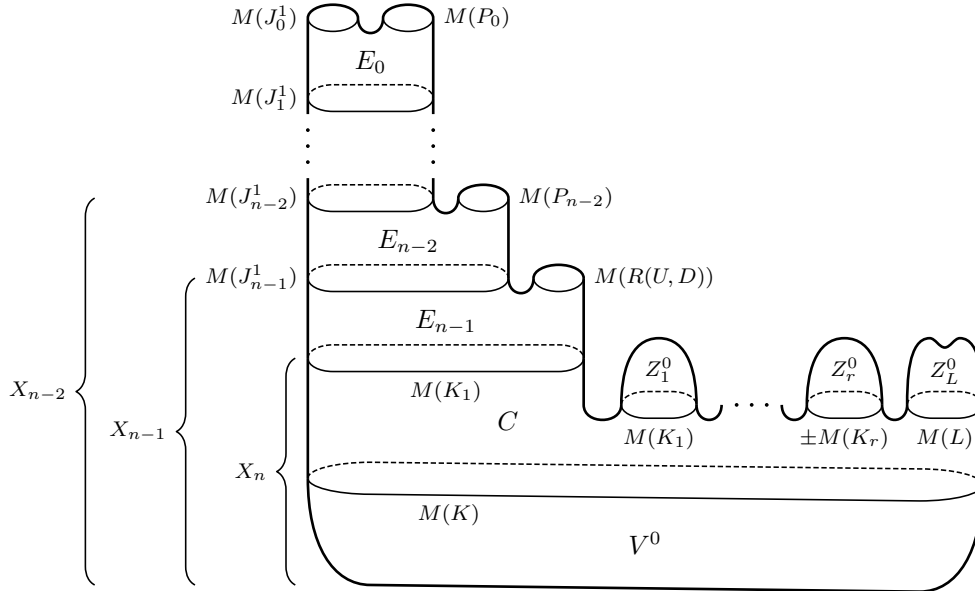 M(J_0^1) M(P_0)
E_0
M(J_1^1)
M(J_{n-2}^1) M(P_{n-2})
E_{n-2}
M(J_{n-1}^1) M(R(U, D))
E_{n-1}
Z_1^0 Z_r^0 Z_L^0
X_{n-2} M(K_1)
X_{n-1} C M(K_1) ±M(K_r) M(L)
X_n
M(K)
V^0